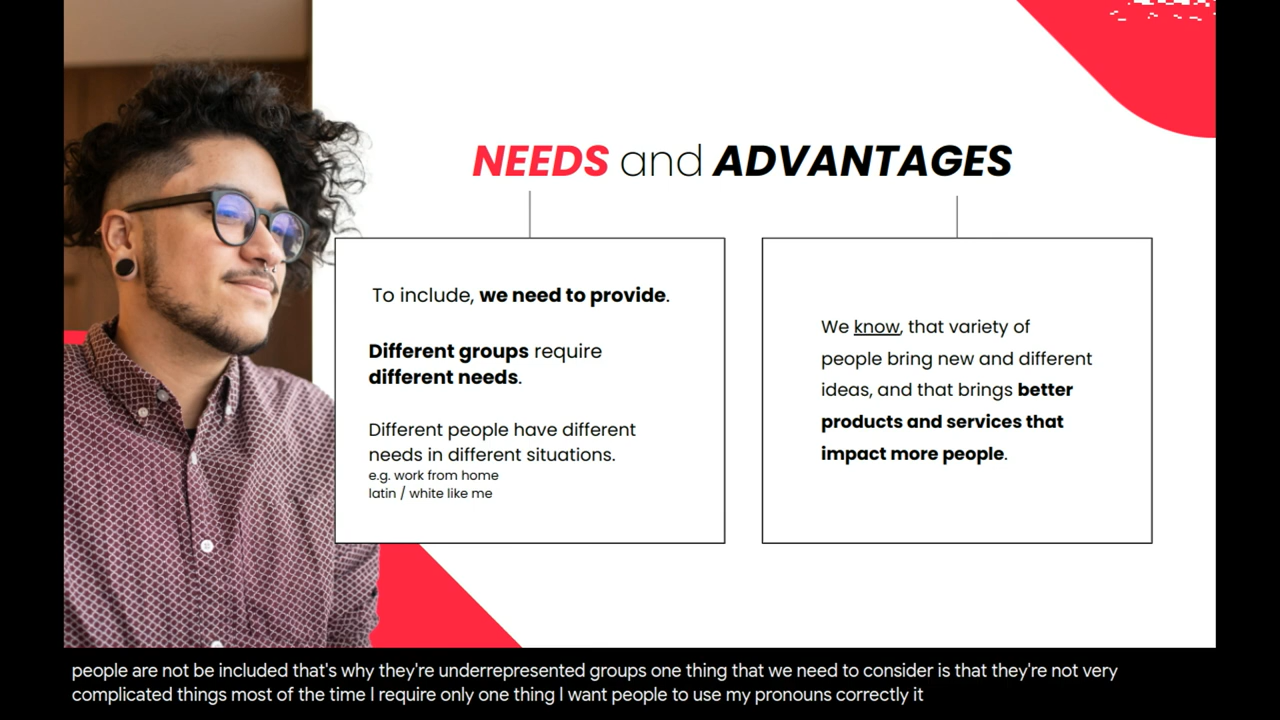 NEEDS and ADVANTAGES
To include, we need to provide.
Different groups require
different needs.
Different people have different
needs in different situations.
e.g. work from home
latin / white like me
We know, that variety of
people bring new and different
ideas, and that brings better
products and services that
impact more people.
people are not be included that's why they're underrepresented groups one thing that we need to consider is that they're not very
complicated things most of the time I require only one thing I want people to use my pronouns correctly it